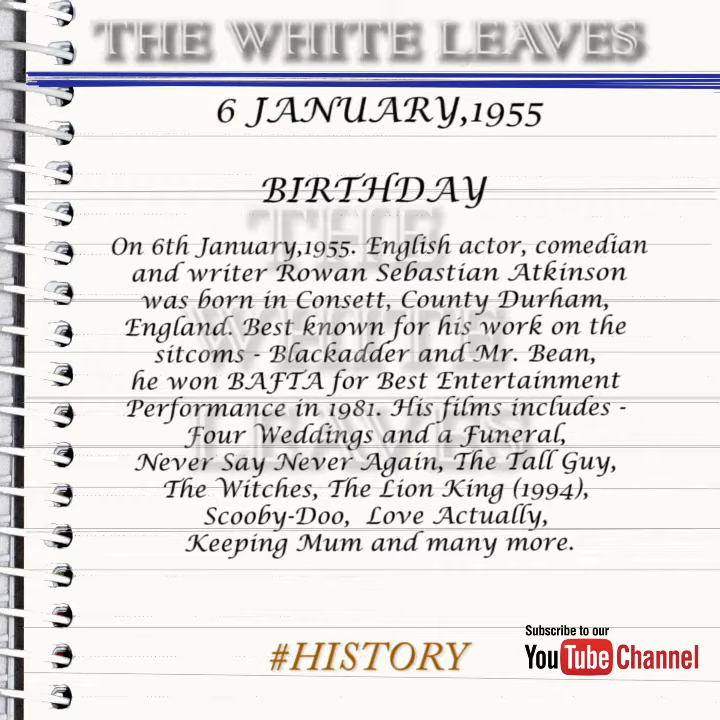 THE WHITE LEAVES
6 JANUARY,1955
BIRTHDAY
THE
WHITE
LEAVES
On 6th January,1955. English actor, comedian
and writer Rowan Sebastian Atkinson
was born in Consett, County Durham,
England. Best known for his work on the
sitcoms - Blackadder and Mr. Bean,
he won BAFTA for Best Entertainment
Performance in 1981. His films includes -
Four Weddings and a Funeral,
Never Say Never Again, The Tall Guy,
The Witches, The Lion King (1994),
Scooby-Doo, Love Actually,
Keeping Mum and many more.
#HISTORY
Subscribe to our
YouTube Channel